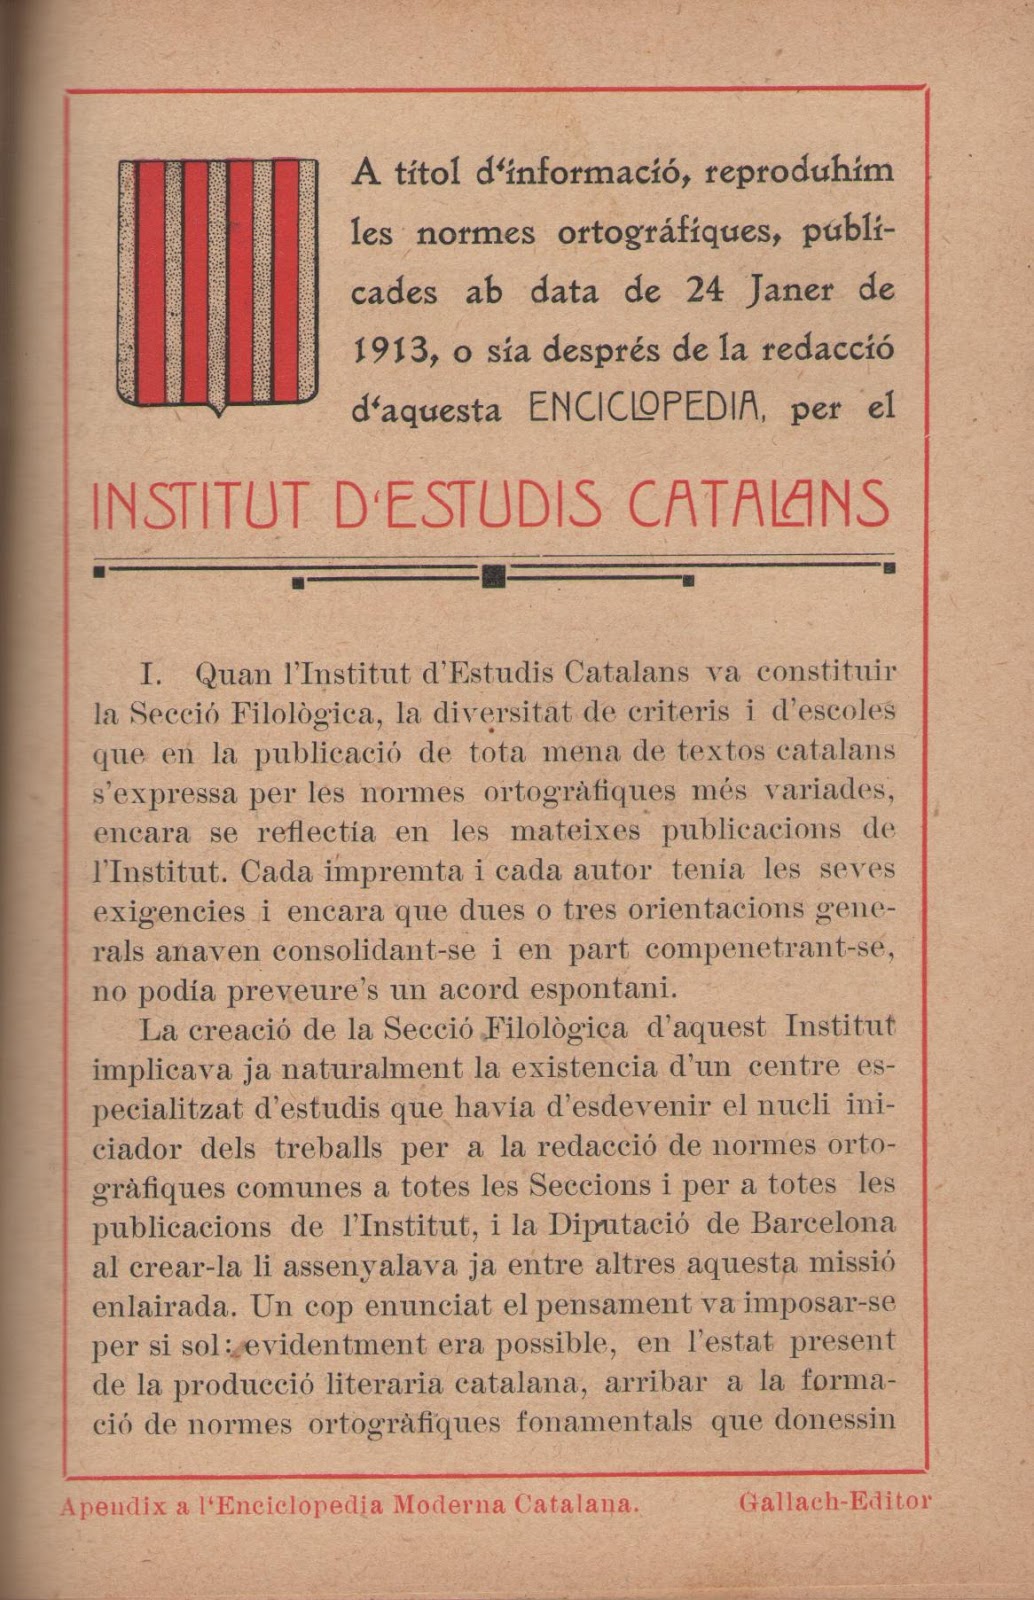 A títol d‘informació, reproduhim
les normes ortográfiques, publi-
cades ab data de 24 Janer de
1913, o sía després de la redacció
d‘aquesta ENCICLOPEDIA, per el
INSTITUT D'ESTUDIS CATALANS
I. Quan l’Institut d’Estudis Catalans va constituir
la Secció Filològica, la diversitat de criteris i d’escoles
que en la publicació de tota mena de textos catalans
s’expressa per les normes ortogràfiques més variades,
encara se reflectía en les mateixes publicacions de
l’Institut. Cada impremta i cada autor tenia les seves
exigencies i encara que dues o tres orientacions gene-
rals anaven consolidant-se i en part compenetrant-se,
no podía preveure’s un acord espontani.
La creació de la Secció Filològica d’aquest Institut
implicava ja naturalment la existencia d’un centre es-
pecialitzat d’estudis que havía d’esdevenir el nucli ini-
ciador dels treballs per a la redacció de normes orto-
gràfiques comunes a totes les Seccions i per a totes les
publicacions de l’Institut, i la Diputació de Barcelona
al crear-la li assenyalava ja entre altres aquesta missió
enlairada. Un cop enunciat el pensament va imposar-se
per si sol: evidentment era possible, en l’estat present
de la producció literaria catalana, arribar a la forma-
ció de normes ortogràfiques fonamentals que donessin
Apendix a l‘Enciclopedia Moderna Catalana. Gallach-Editor